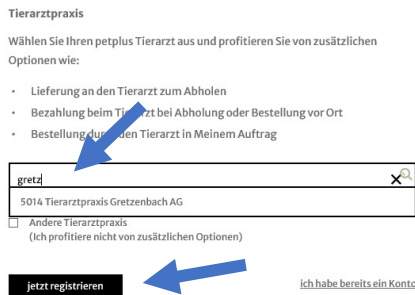 Tierarztpraxis
Wählen Sie Ihren petplus Tierarzt aus und profitieren Sie von zusätzlichen
Optionen wie:
• Lieferung an den Tierarzt zum Abholen
• Bezahlung beim Tierarzt bei Abholung oder Bestellung vor Ort
• Bestellung durch den Tierarzt in Meinem Auftrag
gretz
5014 Tierarztpraxis Gretzenbach AG
Andere Tierarztpraxis
(Ich profitiere nicht von zusätzlichen Optionen)
jetzt registrieren
ich habe bereits ein Konto